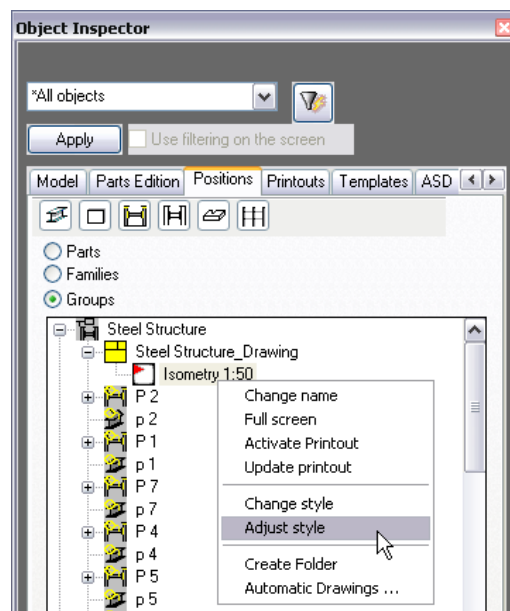 Object Inspector
*All objects
Apply Use filtering on the screen
Model Parts Edition Positions Printouts Templates ASD
Parts
Families
Groups
Steel Structure
Steel Structure_Drawing
Isometry 1:50
P 2
p 2
P 1
p 1
P 7
p 7
P 4
p 4
P 5
p 5
Change name
Full screen
Activate Printout
Update printout
Change style
Adjust style
Create Folder
Automatic Drawings ...